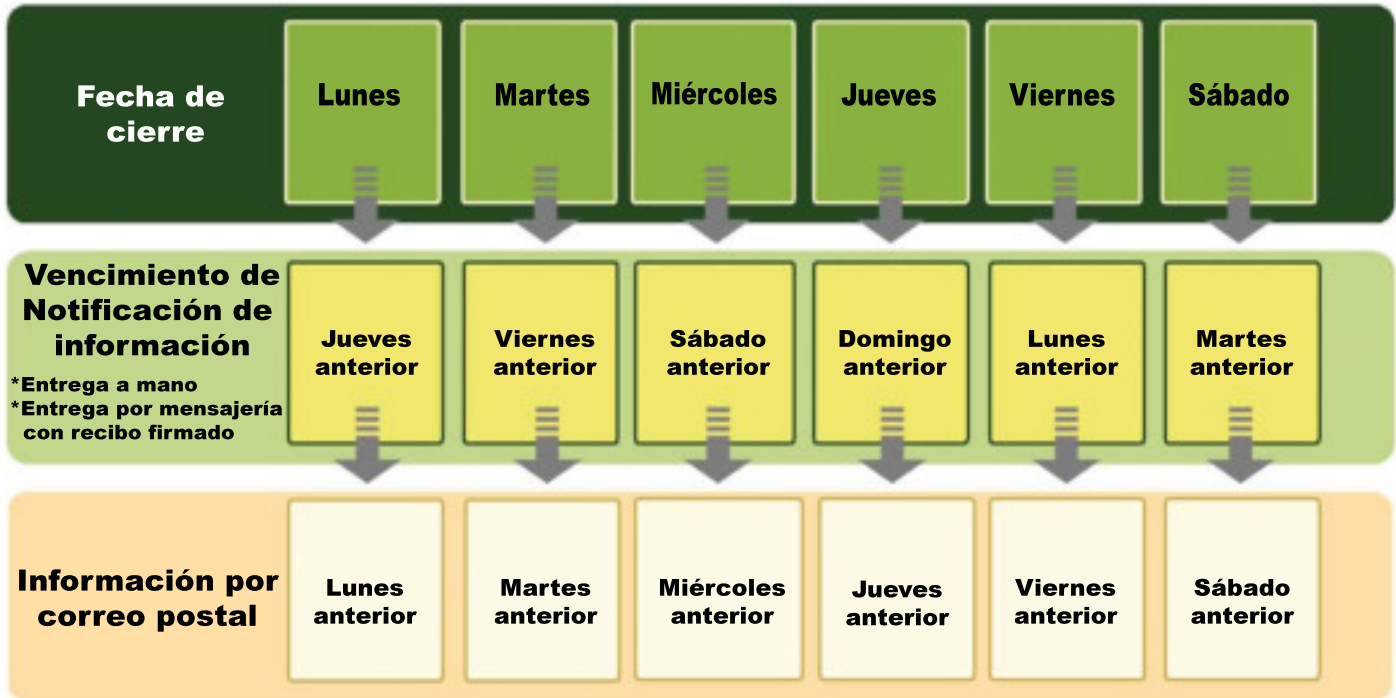 Fecha de
cierre
Lunes
Martes
Miércoles
Jueves
Viernes
Sábado
Vencimiento de
Notificación de
información
*Entrega a mano
*Entrega por mensajería
con recibo firmado
Jueves
anterior
Viernes
anterior
Sábado
anterior
Domingo
anterior
Lunes
anterior
Martes
anterior
Información por
correo postal
Lunes
anterior
Martes
anterior
Miércoles
anterior
Jueves
anterior
Viernes
anterior
Sábado
anterior